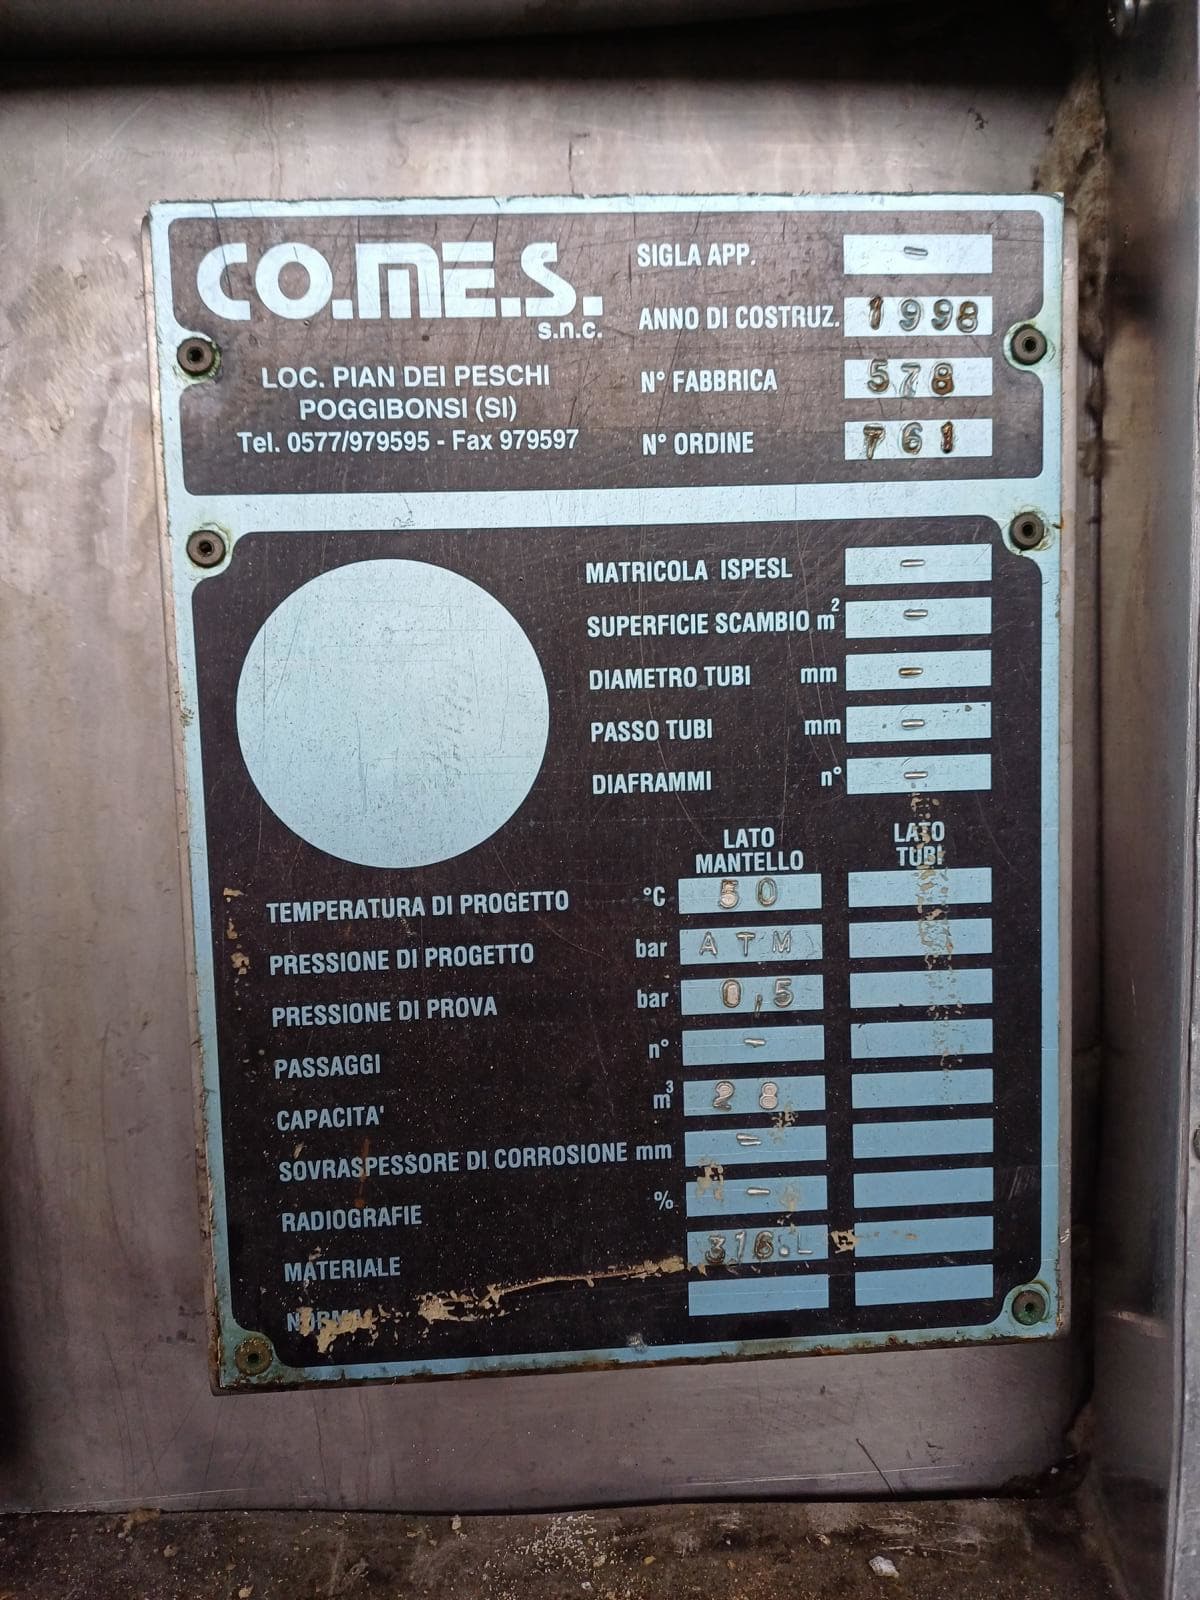 CO.ME.S.
s.n.c.
LOC. PIAN DEI PESCHI
POGGIBONSI (SI)
Tel. 0577/979595 - Fax 979597
SIGLA APP. -
ANNO DI COSTRUZ. 1998
N° FABBRICA 578
N° ORDINE 761
MATRICOLA ISPESL -
SUPERFICIE SCAMBIO m² -
DIAMETRO TUBI mm -
PASSO TUBI mm -
DIAFRAMMI n° -
LATO MANTELLO
LATO TUBI
TEMPERATURA DI PROGETTO °C 50
PRESSIONE DI PROGETTO bar ATM
PRESSIONE DI PROVA bar 0,5
PASSAGGI n° -
CAPACITA' m³ 28
SOVRASPESSORE DI CORROSIONE mm -
RADIOGRAFIE % -
MATERIALE 316.L
NORMA